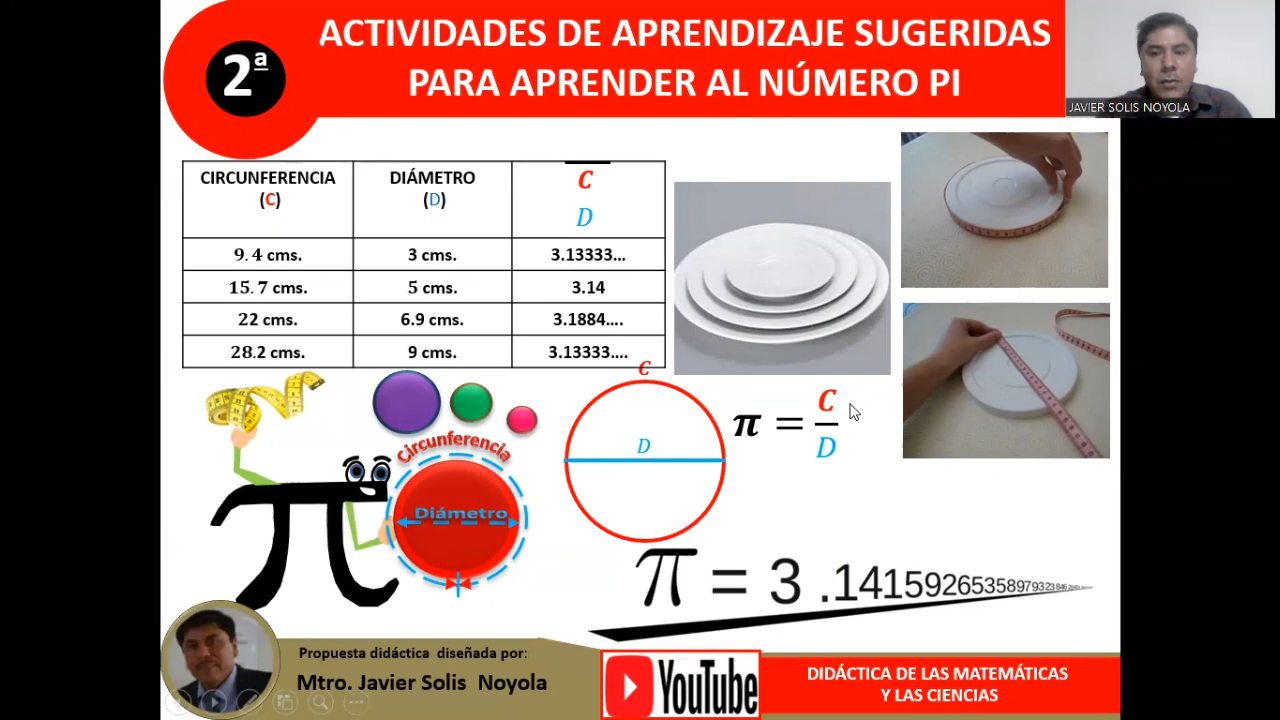 2ª
ACTIVIDADES DE APRENDIZAJE SUGERIDAS
PARA APRENDER AL NÚMERO PI
JAVIER SOLIS NOYOLA
CIRCUNFERENCIA
(C)
DIÁMETRO
(D)
C
D
9.4 cms.
3 cms.
3.13333...
15.7 cms.
5 cms.
3.14
22 cms.
6.9 cms.
3.1884....
28.2 cms.
9 cms.
3.13333....
C
D
π = C
D
Circunferencia
Diámetro
π = 3.14159265358979323846
Propuesta didáctica diseñada por:
Mtro. Javier Solis Noyola
YouTube
DIDÁCTICA DE LAS MATEMÁTICAS
Y LAS CIENCIAS